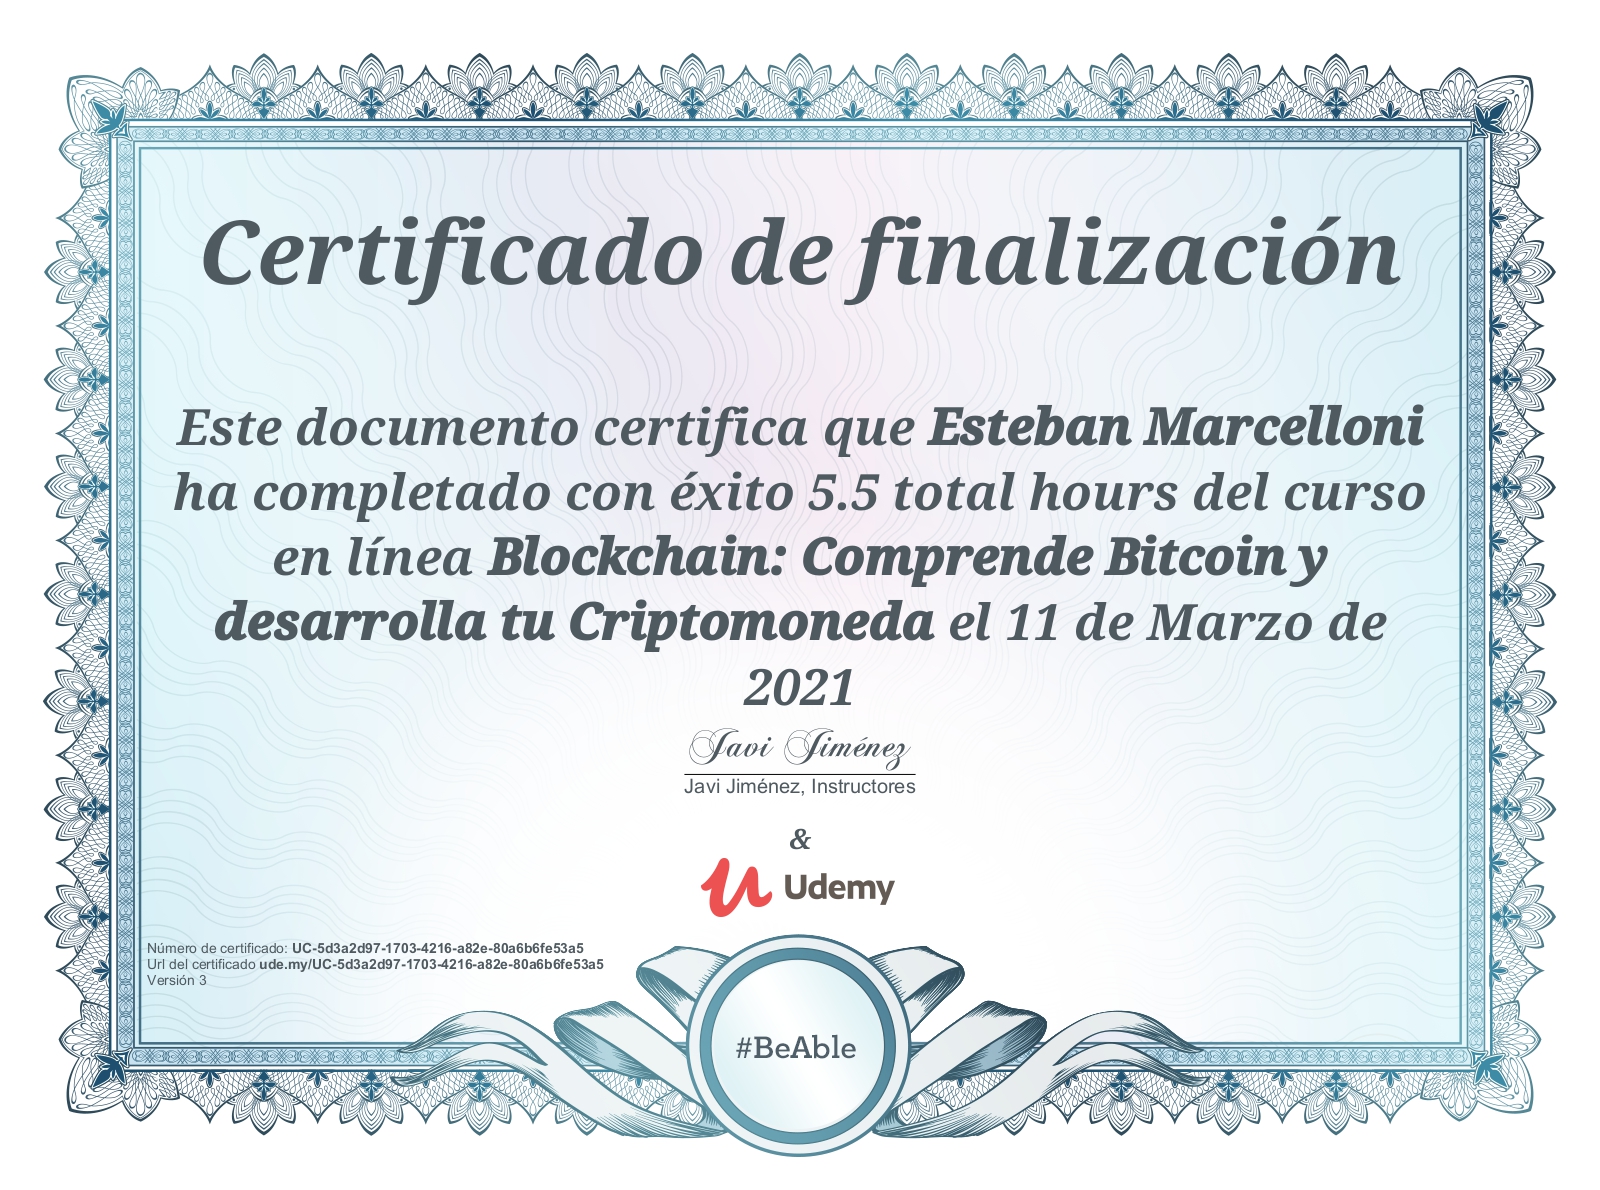 Certificado de finalización
Este documento certifica que Esteban Marcelloni
ha completado con éxito 5.5 total hours del curso
en línea Blockchain: Comprende Bitcoin y
desarrolla tu Criptomoneda el 11 de Marzo de
2021
Javi Jiménez
Javi Jiménez, Instructores
&
Udemy
Número de certificado: UC-5d3a2d97-1703-4216-a82e-80a6b6fe53a5
Url del certificado ude.my/UC-5d3a2d97-1703-4216-a82e-80a6b6fe53a5
Versión 3
#BeAble